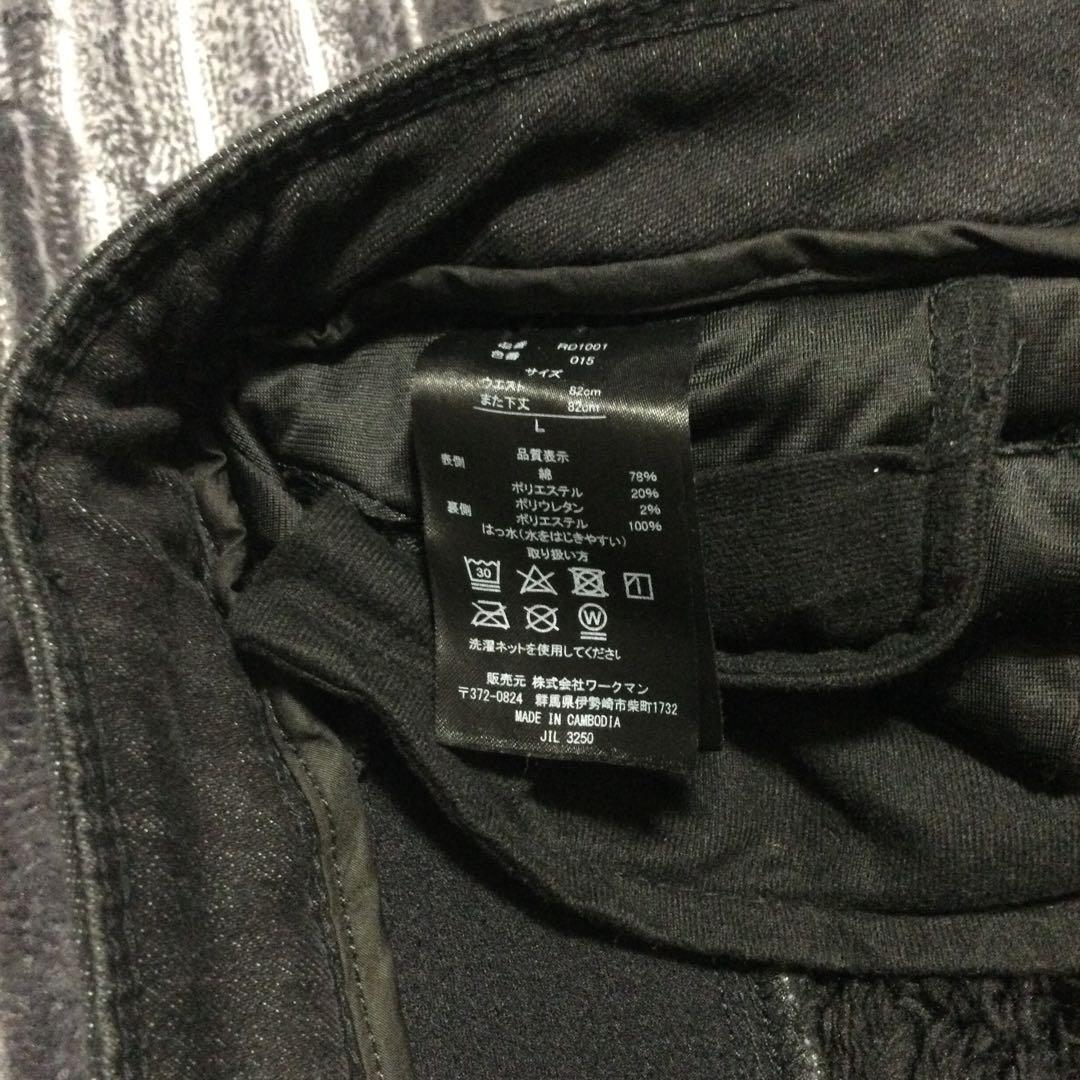 品番 RD1001
色番 015
サイズ
ウエスト 82cm
また下丈 82cm
L
品質表示
表側 綿 78%
ポリエステル 20%
ポリウレタン 2%
裏側 ポリエステル 100%
はっ水(水をはじきやすい)
取り扱い方
30
W
洗濯ネットを使用してください
販売元 株式会社ワークマン
〒372-0824 群馬県伊勢崎市柴町1732
MADE IN CAMBODIA
JIL 3250